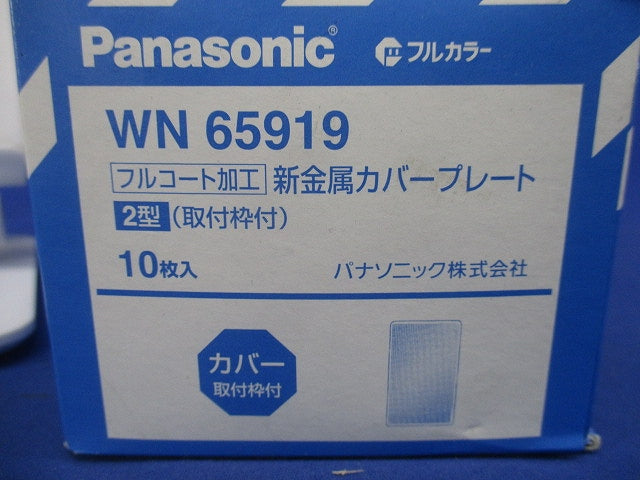 Panasonic® フルカラー
WN 65919
フルコート加工 新金属カバープレート
2型 (取付枠付)
10枚入 パナソニック株式会社
カバー
取付枠付